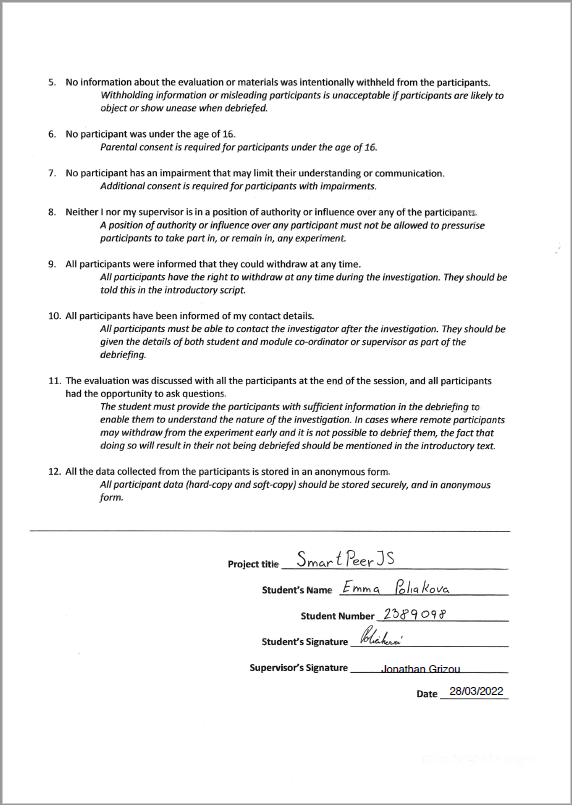 5. No information about the evaluation or materials was intentionally withheld from the participants.
Withholding information or misleading participants is unacceptable if participants are likely to
object or show unease when debriefed.
6. No participant was under the age of 16.
Parental consent is required for participants under the age of 16.
7. No participant has an impairment that may limit their understanding or communication.
Additional consent is required for participants with impairments.
8. Neither I nor my supervisor is in a position of authority or influence over any of the participants.
A position of authority or influence over any participant must not be allowed to pressurise
participants to take part in, or remain in, any experiment.
9. All participants were informed that they could withdraw at any time.
All participants have the right to withdraw at any time during the investigation. They should be
told this in the introductory script.
10. All participants have been informed of my contact details.
All participants must be able to contact the investigator after the investigation. They should be
given the details of both student and module co-ordinator or supervisor as part of the
debriefing.
11. The evaluation was discussed with all the participants at the end of the session, and all participants
had the opportunity to ask questions.
The student must provide the participants with sufficient information in the debriefing to
enable them to understand the nature of the investigation. In cases where remote participants
may withdraw from the experiment early and it is not possible to debrief them, the fact that
doing so will result in their not being debriefed should be mentioned in the introductory text.
12. All the data collected from the participants is stored in an anonymous form.
All participant data (hard-copy and soft-copy) should be stored securely, and in anonymous
form.
Project title SmartPeerJS
Student's Name Emma Poliakova
Student Number 2389098
Student's Signature Poliaková
Supervisor's Signature Jonathan Grizou
Date 28/03/2022